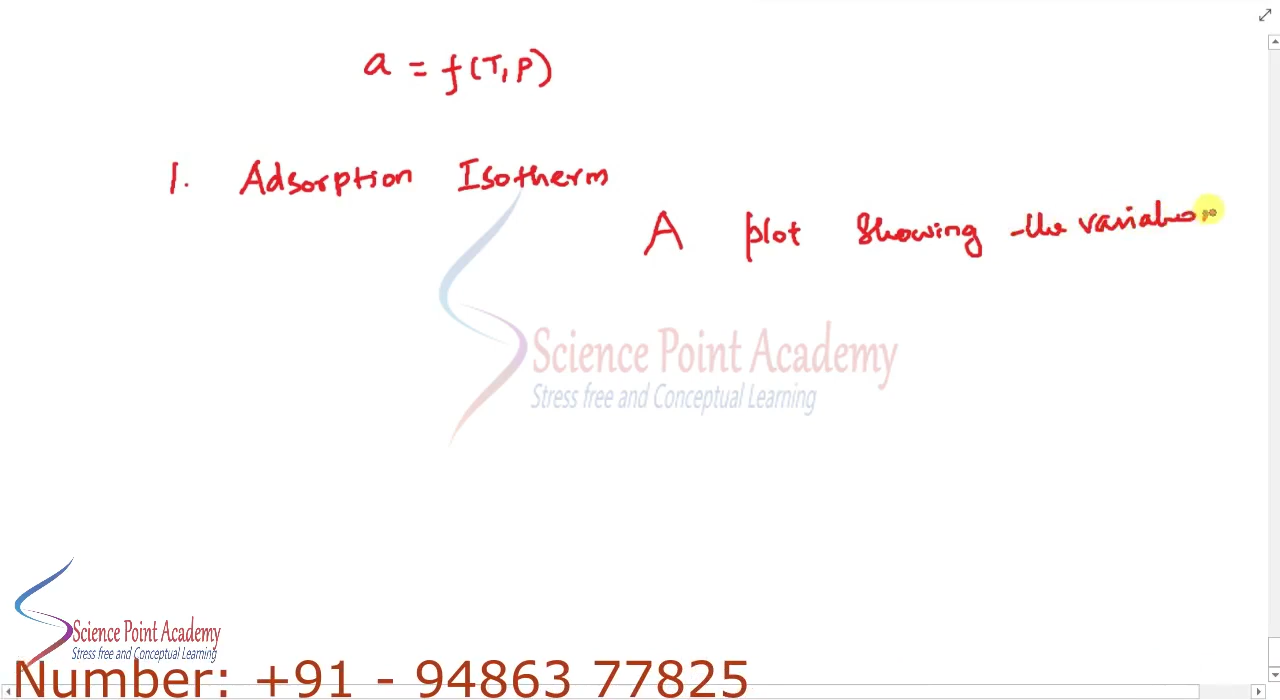 a = f(T, P)
1. Adsorption Isotherm
A plot showing the
Science Point Academy
Stress free and Conceptual Learning
Science Point Academy
Stress free and Conceptual Learning
Number: +91 - 94863 77825